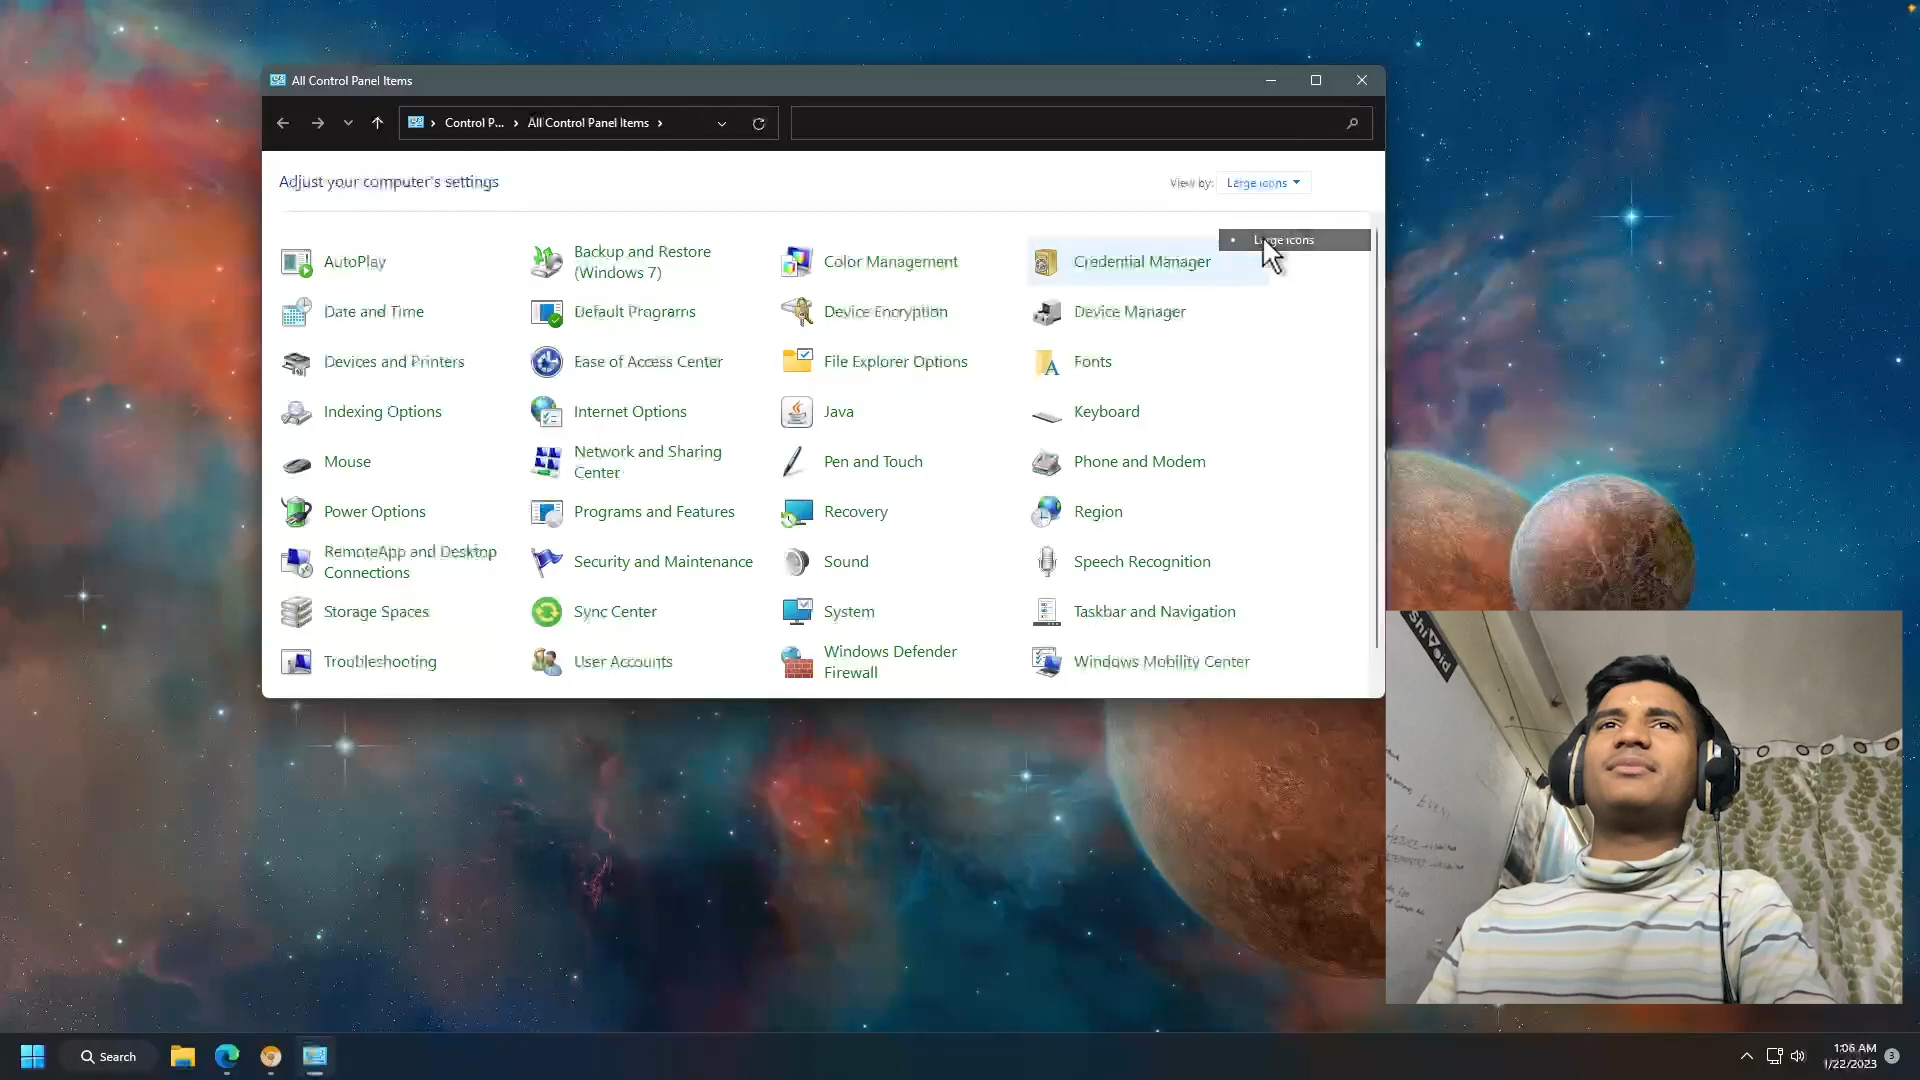 All Control Panel Items
Control P... All Control Panel Items
Adjust your computer's settings
View by: Large icons
Large icons
AutoPlay
Backup and Restore
(Windows 7)
Color Management
Credential Manager
Date and Time
Default Programs
Device Encryption
Device Manager
Devices and Printers
Ease of Access Center
File Explorer Options
Fonts
Indexing Options
Internet Options
Java
Keyboard
Mouse
Network and Sharing
Center
Pen and Touch
Phone and Modem
Power Options
Programs and Features
Recovery
Region
RemoteApp and Desktop
Connections
Security and Maintenance
Sound
Speech Recognition
Storage Spaces
Sync Center
System
Taskbar and Navigation
Troubleshooting
User Accounts
Windows Defender
Firewall
Windows Mobility Center
Search
1:06 AM
1/22/2023
3